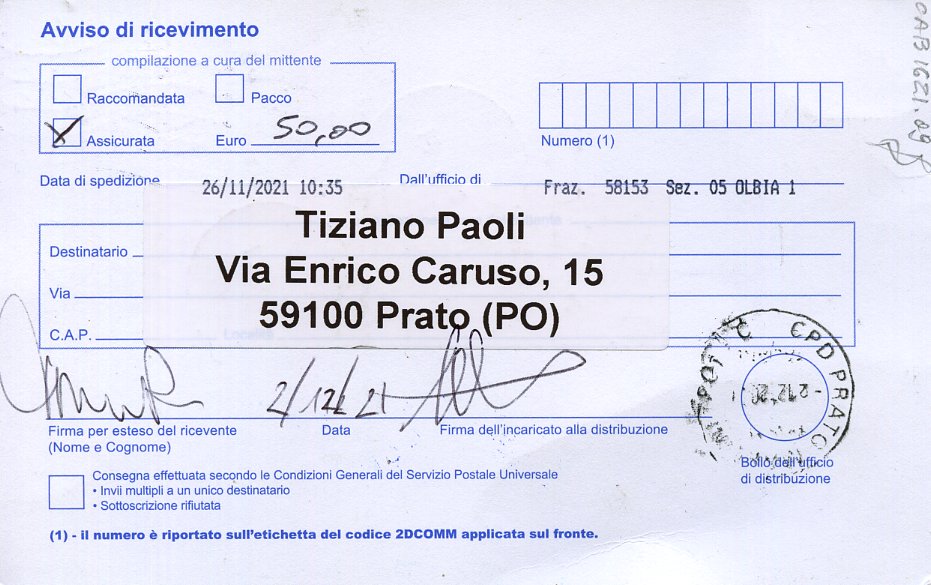 Avviso di ricevimento
compilazione a cura del mittente
Raccomandata Pacco
X Assicurata Euro 50,00
Numero (1)
Data di spedizione 26/11/2021 10:35 Dall'ufficio di Fraz. 58153 Sez. 05 OLBIA 1
Tiziano Paoli
Via Enrico Caruso, 15
59100 Prato (PO)
Destinatario
Via
C.A.P.
2/12/21
Firma per esteso del ricevente
(Nome e Cognome)
Data
Firma dell'incaricato alla distribuzione
CPD PRATO
Bollo dell'ufficio
di distribuzione
Consegna effettuata secondo le Condizioni Generali del Servizio Postale Universale
• Invii multipli a un unico destinatario
• Sottoscrizione rifiutata
(1) - il numero è riportato sull'etichetta del codice 2DCOMM applicata sul fronte.